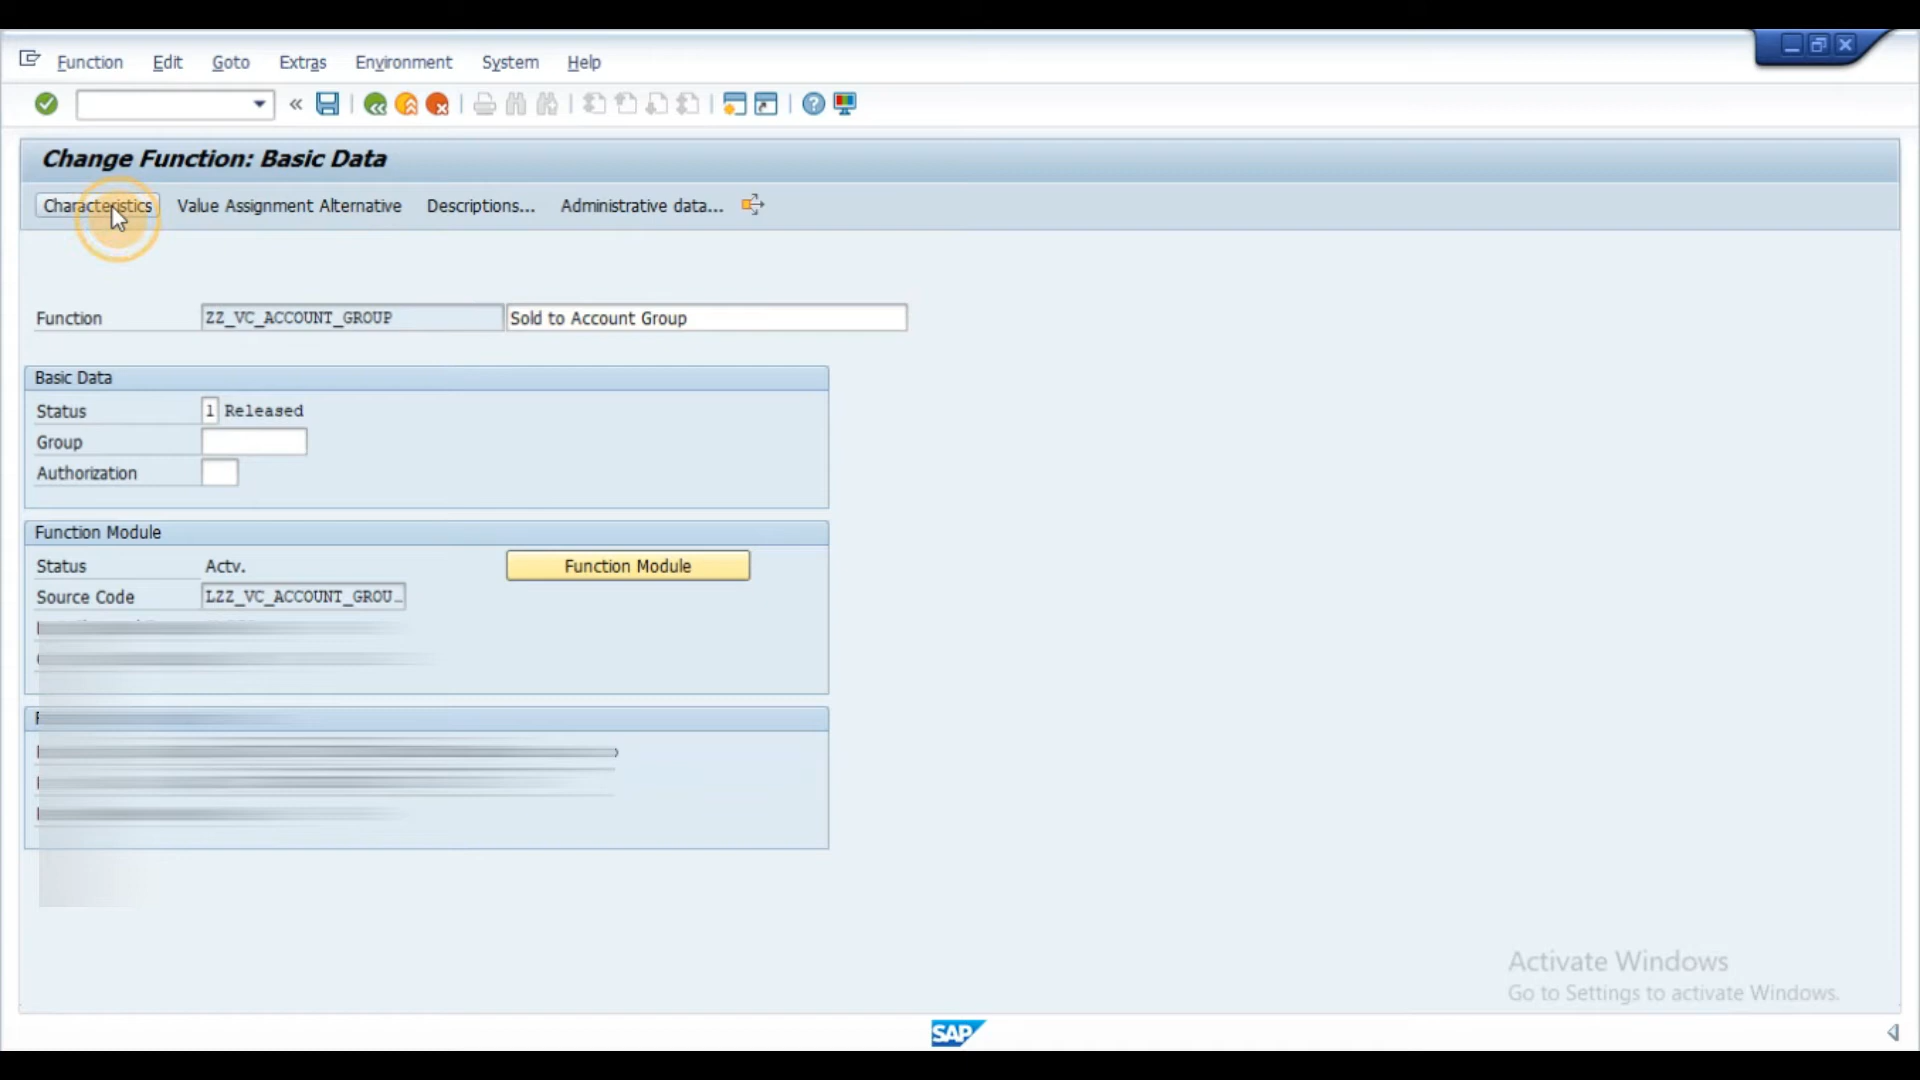 Function Edit Goto Extras Environment System Help
Change Function: Basic Data
Characteristics Value Assignment Alternative Descriptions... Administrative data...
Function ZZ_VC_ACCOUNT_GROUP Sold to Account Group
Basic Data
Status 1 Released
Group
Authorization
Function Module
Status Actv. Function Module
Source Code LZZ_VC_ACCOUNT_GROU…
Activate Windows
Go to Settings to activate Windows.
SAP